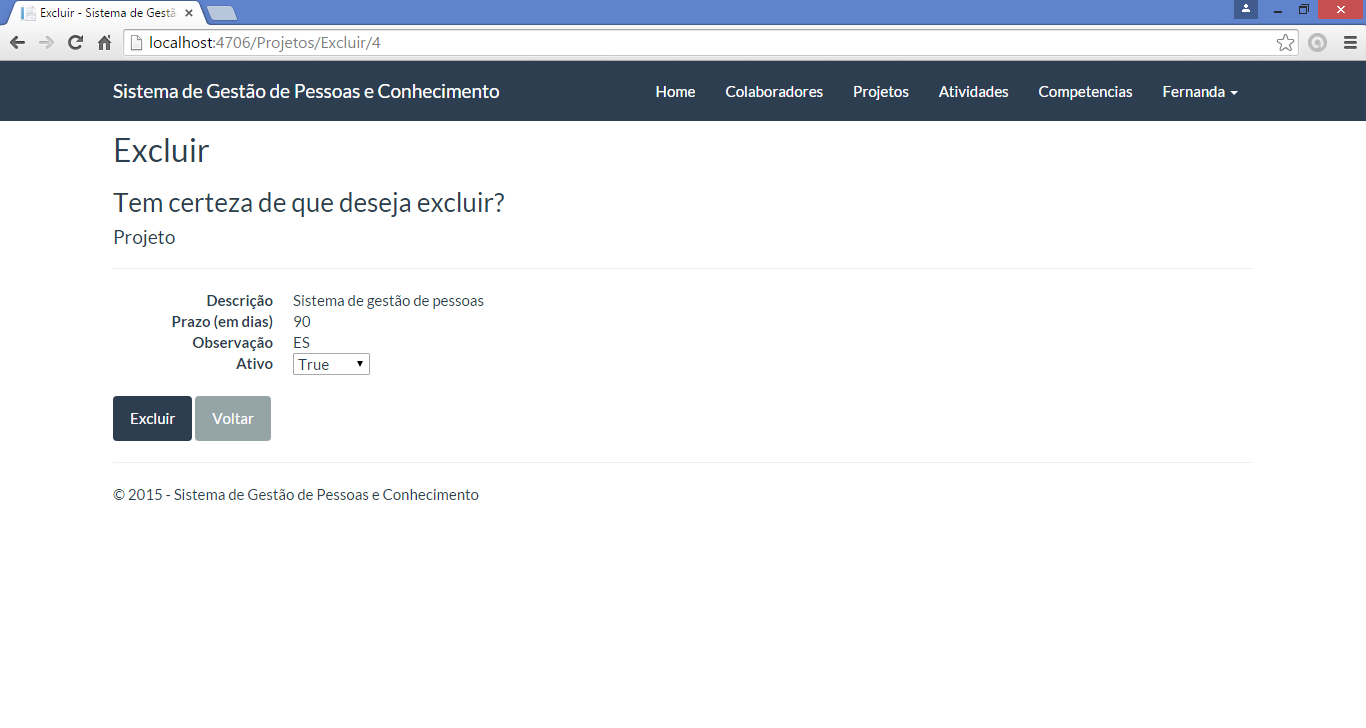 Excluir - Sistema de Gestã
localhost:4706/Projetos/Excluir/4
Sistema de Gestão de Pessoas e Conhecimento Home Colaboradores Projetos Atividades Competencias Fernanda
Excluir
Tem certeza de que deseja excluir?
Projeto
Descrição Sistema de gestão de pessoas
Prazo (em dias) 90
Observação ES
Ativo True
Excluir Voltar
© 2015 - Sistema de Gestão de Pessoas e Conhecimento